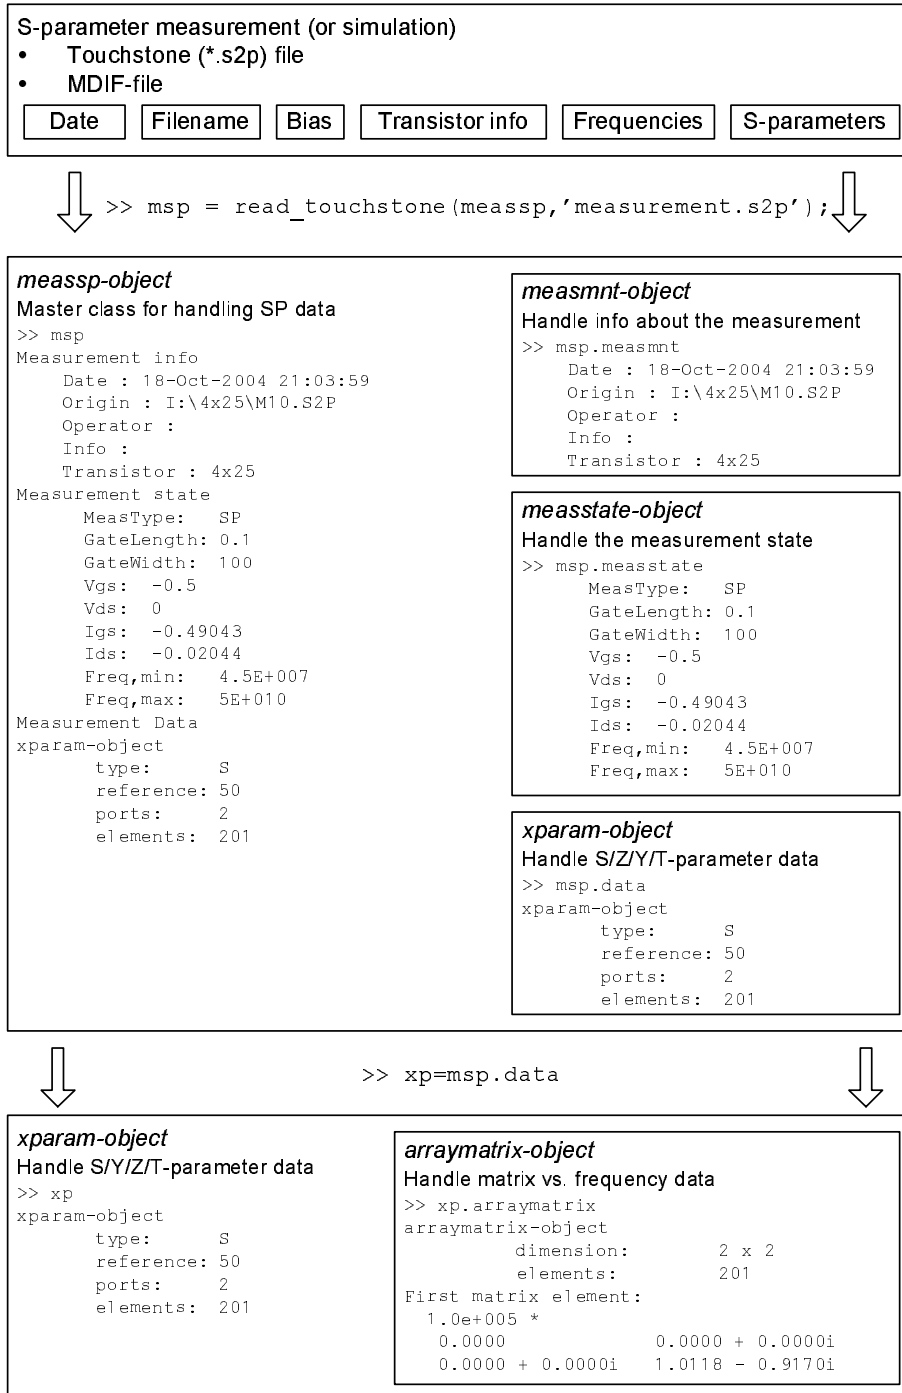 S-parameter measurement (or simulation)
• Touchstone (*.s2p) file
• MDIF-file
Date Filename Bias Transistor info Frequencies S-parameters
>> msp = read_touchstone(meassp,'measurement.s2p');
meassp-object
Master class for handling SP data
>> msp
Measurement info
Date : 18-Oct-2004 21:03:59
Origin : I:\4x25\M10.S2P
Operator :
Info :
Transistor : 4x25
Measurement state
MeasType: SP
GateLength: 0.1
GateWidth: 100
Vgs: -0.5
Vds: 0
Igs: -0.49043
Ids: -0.02044
Freq,min: 4.5E+007
Freq,max: 5E+010
Measurement Data
xparam-object
type: S
reference: 50
ports: 2
elements: 201
measmnt-object
Handle info about the measurement
>> msp.measmnt
Date : 18-Oct-2004 21:03:59
Origin : I:\4x25\M10.S2P
Operator :
Info :
Transistor : 4x25
measstate-object
Handle the measurement state
>> msp.measstate
MeasType: SP
GateLength: 0.1
GateWidth: 100
Vgs: -0.5
Vds: 0
Igs: -0.49043
Ids: -0.02044
Freq,min: 4.5E+007
Freq,max: 5E+010
xparam-object
Handle S/Z/Y/T-parameter data
>> msp.data
xparam-object
type: S
reference: 50
ports: 2
elements: 201
>> xp=msp.data
xparam-object
Handle S/Y/Z/T-parameter data
>> xp
xparam-object
type: S
reference: 50
ports: 2
elements: 201
arraymatrix-object
Handle matrix vs. frequency data
>> xp.arraymatrix
arraymatrix-object
dimension: 2 x 2
elements: 201
First matrix element:
1.0e+005 *
0.0000 0.0000 + 0.0000i
0.0000 + 0.0000i 1.0118 - 0.9170i